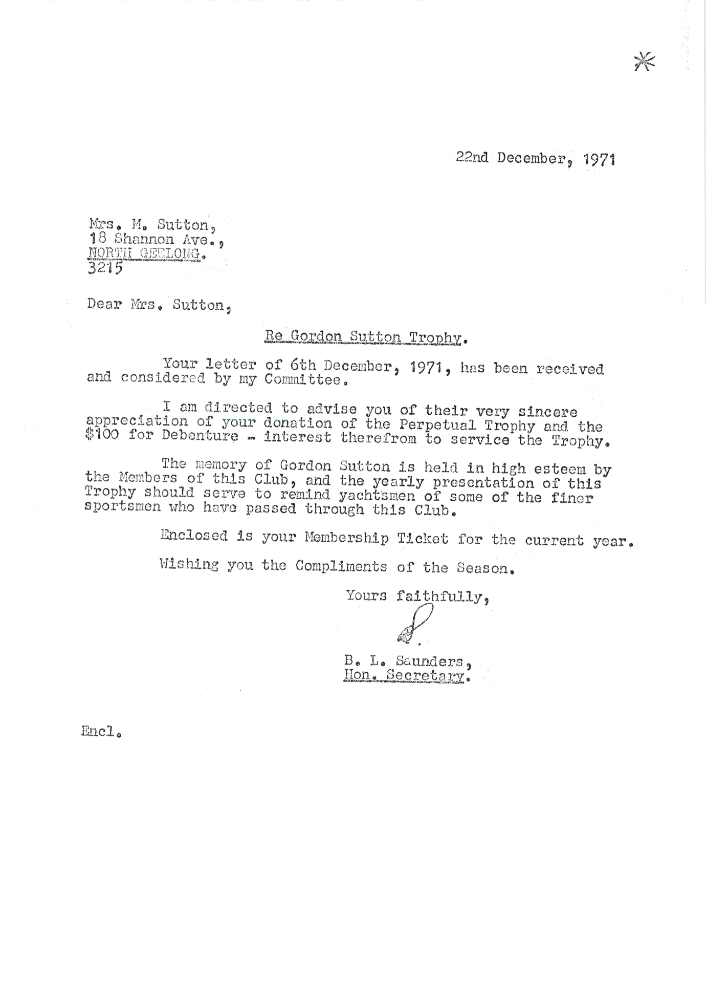 22nd December, 1971
Mrs. M. Sutton,
18 Shannon Ave.,
NORTH GEELONG.
3215
Dear Mrs. Sutton,
Re Gordon Sutton Trophy.
Your letter of 6th December, 1971, has been received
and considered by my Committee.
I am directed to advise you of their very sincere
appreciation of your donation of the Perpetual Trophy and the
$100 for Debenture - interest therefrom to service the Trophy.
The memory of Gordon Sutton is held in high esteem by
the Members of this Club, and the yearly presentation of this
Trophy should serve to remind yachtsmen of some of the finer
sportsmen who have passed through this Club.
Enclosed is your Membership Ticket for the current year.
Wishing you the Compliments of the Season.
Yours faithfully,
B. L. Saunders,
Hon. Secretary.
Encl.